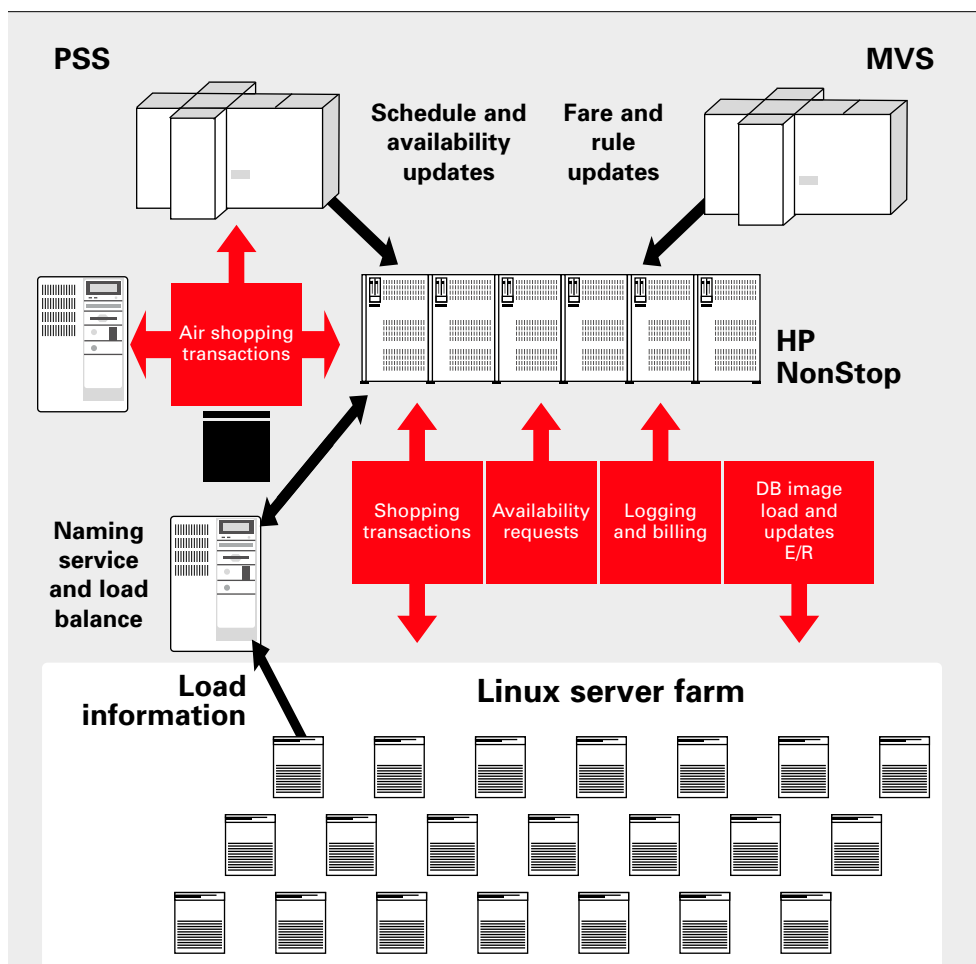 PSS
MVS
Schedule and
availability
updates
Fare and
rule
updates
Air shopping
transactions
HP
NonStop
Shopping
transactions
Availability
requests
Logging
and billing
DB image
load and
updates
E/R
Naming
service
and load
balance
Load
information
Linux server farm